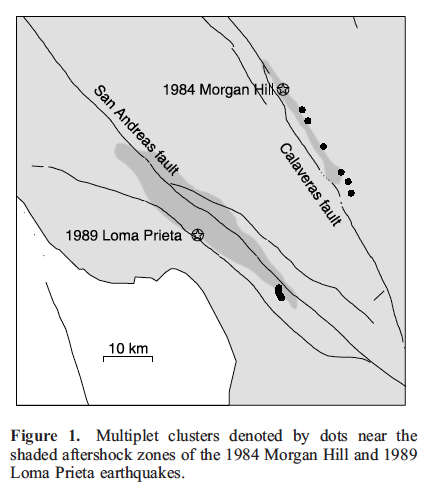 1984 Morgan Hill
San Andreas fault
Calaveras fault
1989 Loma Prieta
10 km
Figure 1. Multiplet clusters denoted by dots near the
shaded aftershock zones of the 1984 Morgan Hill and 1989
Loma Prieta earthquakes.